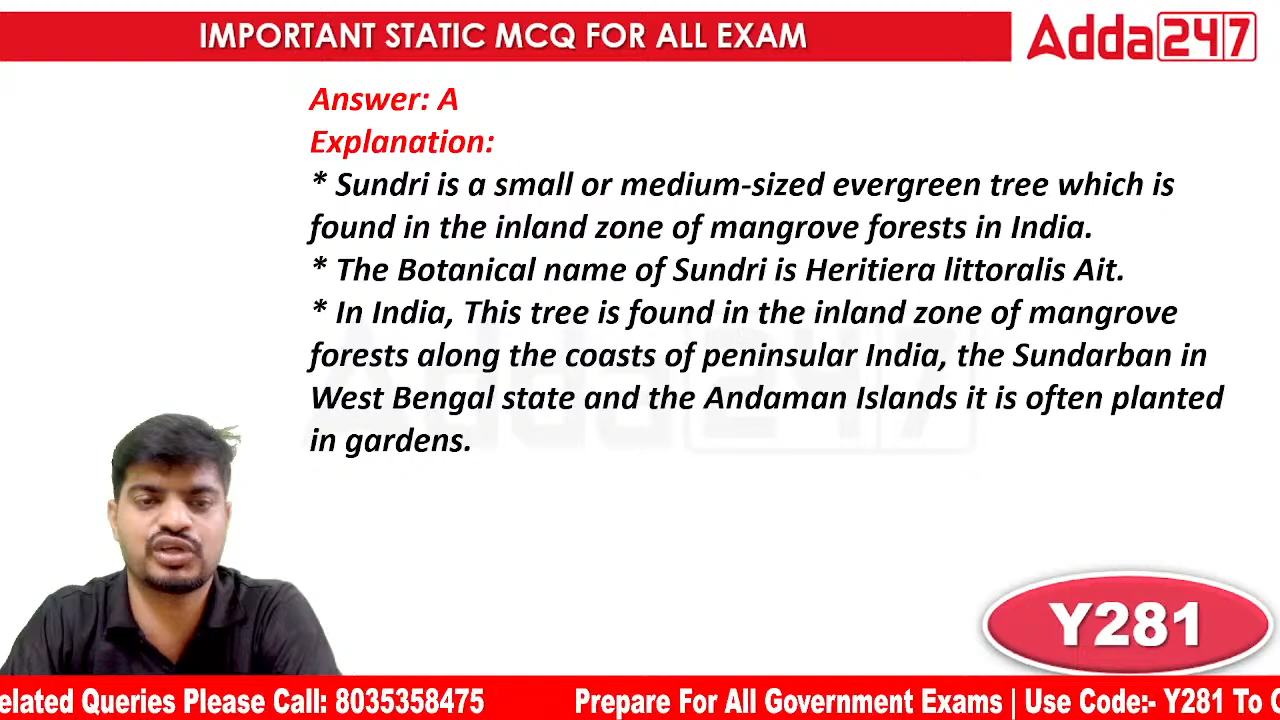 IMPORTANT STATIC MCQ FOR ALL EXAM
Adda247
Answer: A
Explanation:
* Sundri is a small or medium-sized evergreen tree which is
found in the inland zone of mangrove forests in India.
* The Botanical name of Sundri is Heritiera littoralis Ait.
* In India, This tree is found in the inland zone of mangrove
forests along the coasts of peninsular India, the Sundarban in
West Bengal state and the Andaman Islands it is often planted
in gardens.
Adda247
Y281
elated Queries Please Call: 8035358475 Prepare For All Government Exams | Use Code:- Y281 To